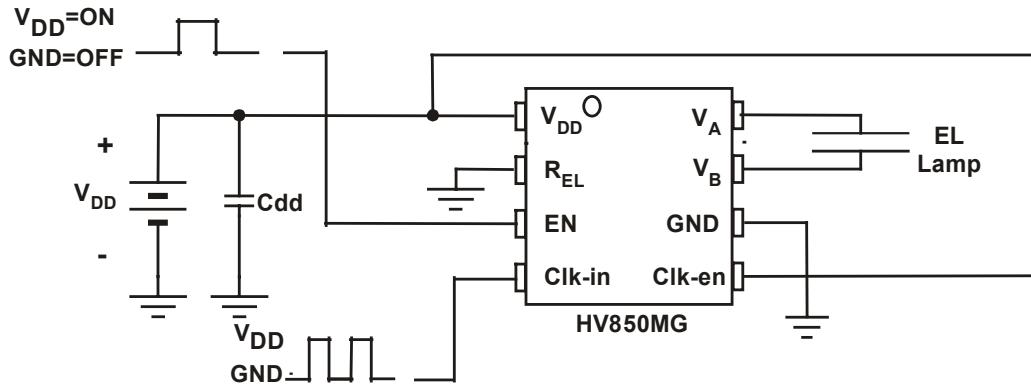 VDD=ON
GND=OFF
+
VDD
-
Cdd
VDD
REL
EN
Clk-in
VA
VB
GND
Clk-en
HV850MG
EL
Lamp
VDD
GND